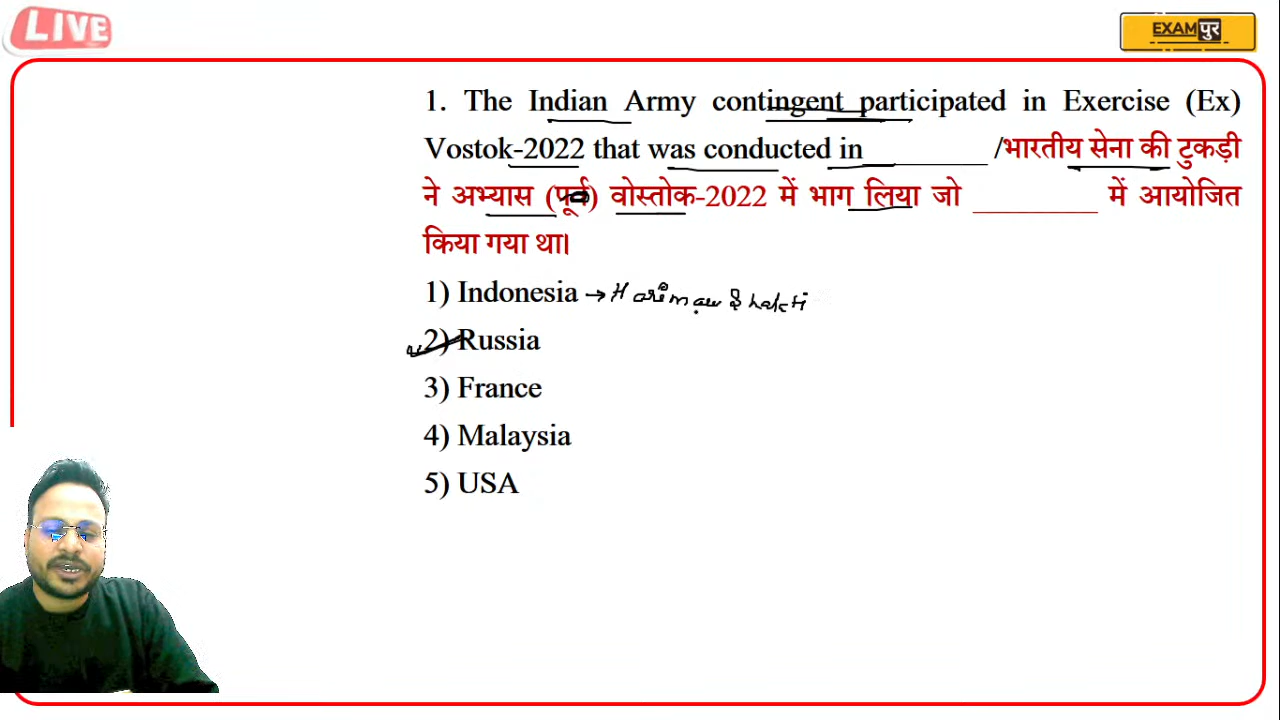 LIVE
EXAMपुर
1. The Indian Army contingent participated in Exercise (Ex)
Vostok-2022 that was conducted in ________ /भारतीय सेना की टुकड़ी
ने अभ्यास (पूर्व) वोस्तोक-2022 में भाग लिया जो ________ में आयोजित
किया गया था।
1) Indonesia → Harimau Shakti
2) Russia
3) France
4) Malaysia
5) USA